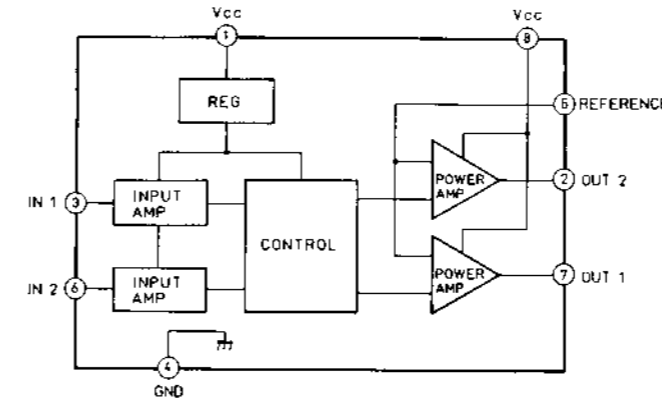 Vcc
1
Vcc
8
REG
5 REFERENCE
IN 1 3
INPUT
AMP
POWER
AMP
2 OUT 2
CONTROL
IN 2 6
INPUT
AMP
POWER
AMP
7 OUT 1
4
GND